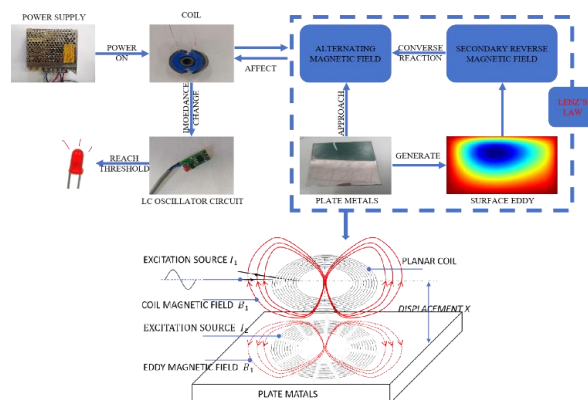 POWER SUPPLY
COIL
POWER
ON
AFFECT
ALTERNATING
MAGNETIC FIELD
CONVERSE
REACTION
SECONDARY REVERSE
MAGNETIC FIELD
LENZ'S
LAW
IMOEDANCE
CHANGE
APPROACH
REACH
THRESHOLD
GENERATE
LC OSCILLATOR CIRCUIT
PLATE METALS
SURFACE EDDY
EXCITATION SOURCE I₁
PLANAR COIL
COIL MAGNETIC FIELD B₁
DISPLACEMENT X
EXCITATION SOURCE I₂
EDDY MAGNETIC FIELD B₁
PLATE MATALS